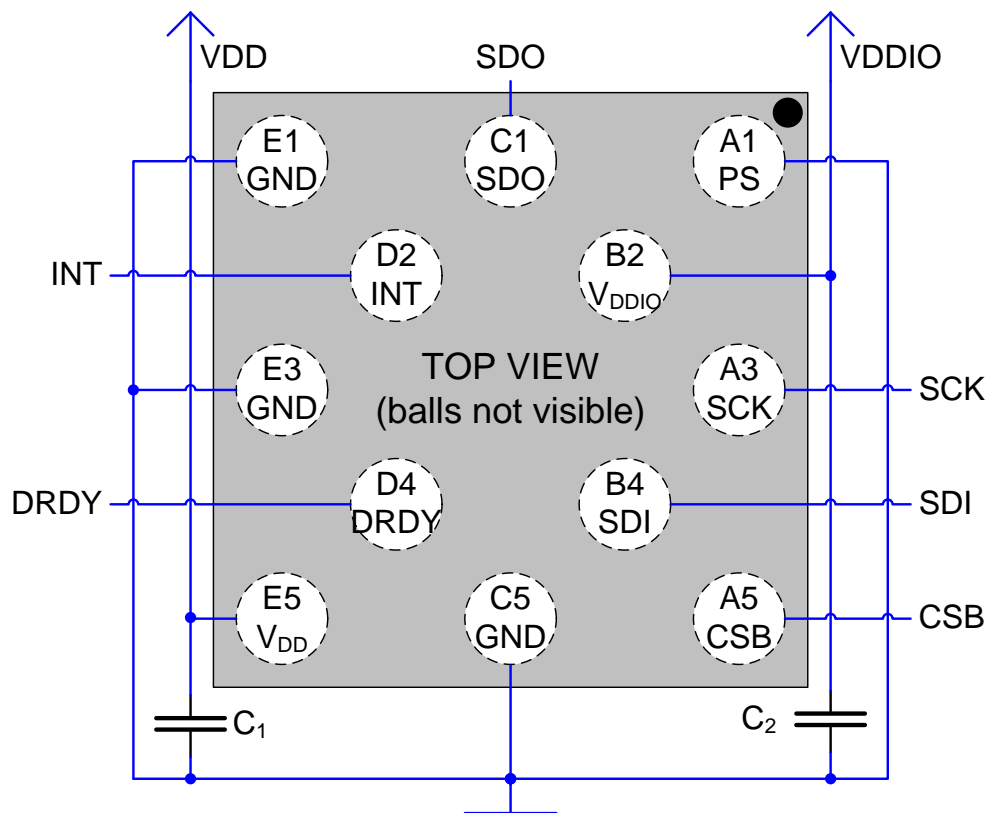 VDD
SDO
VDDIO
E1
GND
C1
SDO
A1
PS
INT
D2
INT
B2
VDDIO
E3
GND
TOP VIEW
(balls not visible)
A3
SCK
SCK
DRDY
D4
DRDY
B4
SDI
SDI
E5
VDD
C5
GND
A5
CSB
CSB
C1
C2